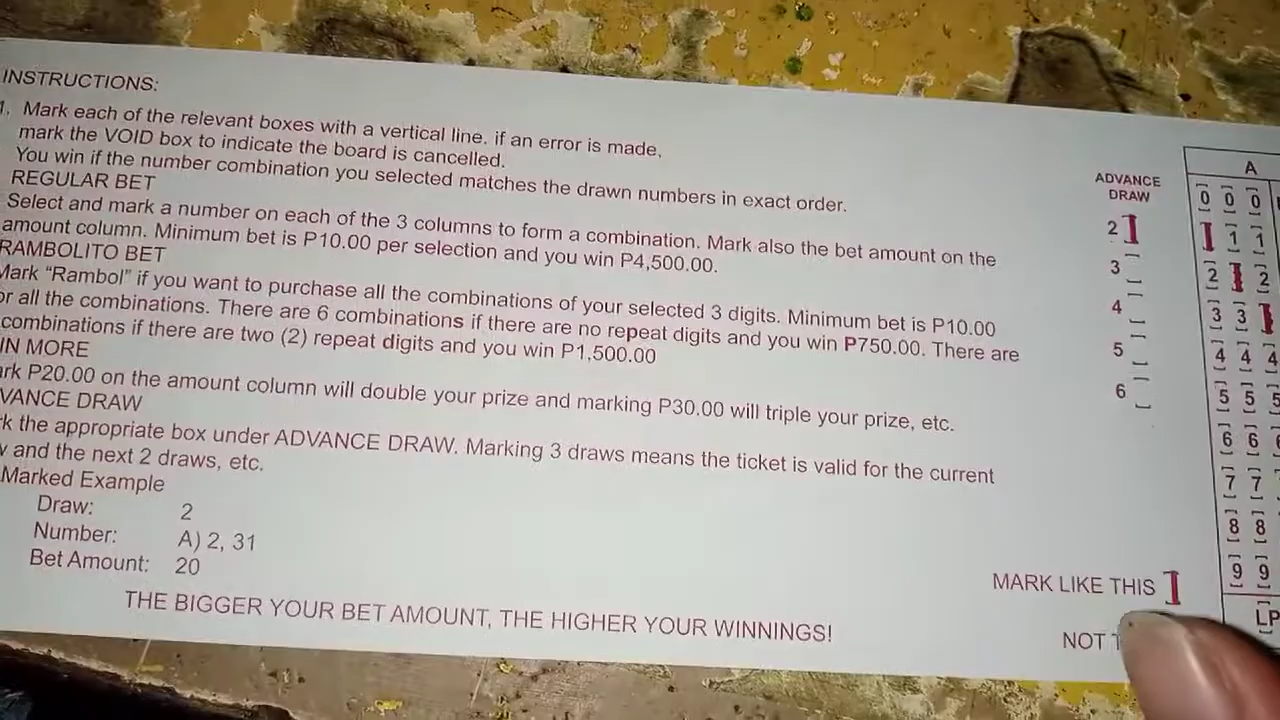 INSTRUCTIONS:
1. Mark each of the relevant boxes with a vertical line. if an error is made,
mark the VOID box to indicate the board is cancelled.
You win if the number combination you selected matches the drawn numbers in exact order.
REGULAR BET
Select and mark a number on each of the 3 columns to form a combination. Mark also the bet amount on the
amount column. Minimum bet is P10.00 per selection and you win P4,500.00.
RAMBOLITO BET
Mark "Rambol" if you want to purchase all the combinations of your selected 3 digits. Minimum bet is P10.00
or all the combinations. There are 6 combinations if there are no repeat digits and you win P750.00. There are
combinations if there are two (2) repeat digits and you win P1,500.00
IN MORE
ark P20.00 on the amount column will double your prize and marking P30.00 will triple your prize, etc.
VANCE DRAW
rk the appropriate box under ADVANCE DRAW. Marking 3 draws means the ticket is valid for the current
w and the next 2 draws, etc.
Marked Example
Draw: 2
Number: A) 2, 31
Bet Amount: 20
THE BIGGER YOUR BET AMOUNT, THE HIGHER YOUR WINNINGS!
ADVANCE
DRAW
2
3
4
5
6
MARK LIKE THIS
NOT
A
0 0 0
1 1
2 2
3 3
4 4 4
5 5 5
6 6 6
7 7
8 8
9 9
LP